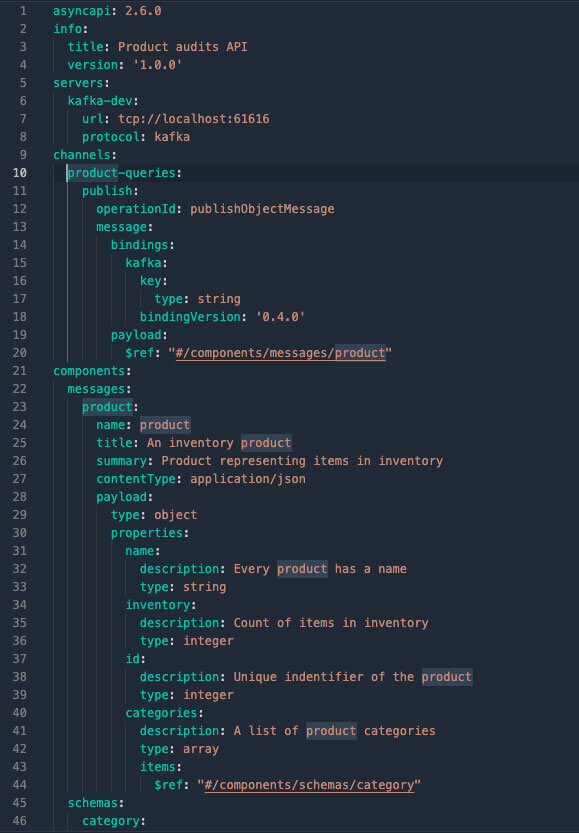 1 asyncapi: 2.6.0
2 info:
3   title: Product audits API
4   version: '1.0.0'
5 servers:
6   kafka-dev:
7     url: tcp://localhost:61616
8     protocol: kafka
9 channels:
10   product-queries:
11     publish:
12       operationId: publishObjectMessage
13       message:
14         bindings:
15           kafka:
16             key:
17               type: string
18             bindingVersion: '0.4.0'
19         payload:
20           $ref: "#/components/messages/product"
21 components:
22   messages:
23     product:
24       name: product
25       title: An inventory product
26       summary: Product representing items in inventory
27       contentType: application/json
28       payload:
29         type: object
30         properties:
31           name:
32             description: Every product has a name
33             type: string
34           inventory:
35             description: Count of items in inventory
36             type: integer
37           id:
38             description: Unique indentifier of the product
39             type: integer
40           categories:
41             description: A list of product categories
42             type: array
43             items:
44               $ref: "#/components/schemas/category"
45   schemas:
46     category: